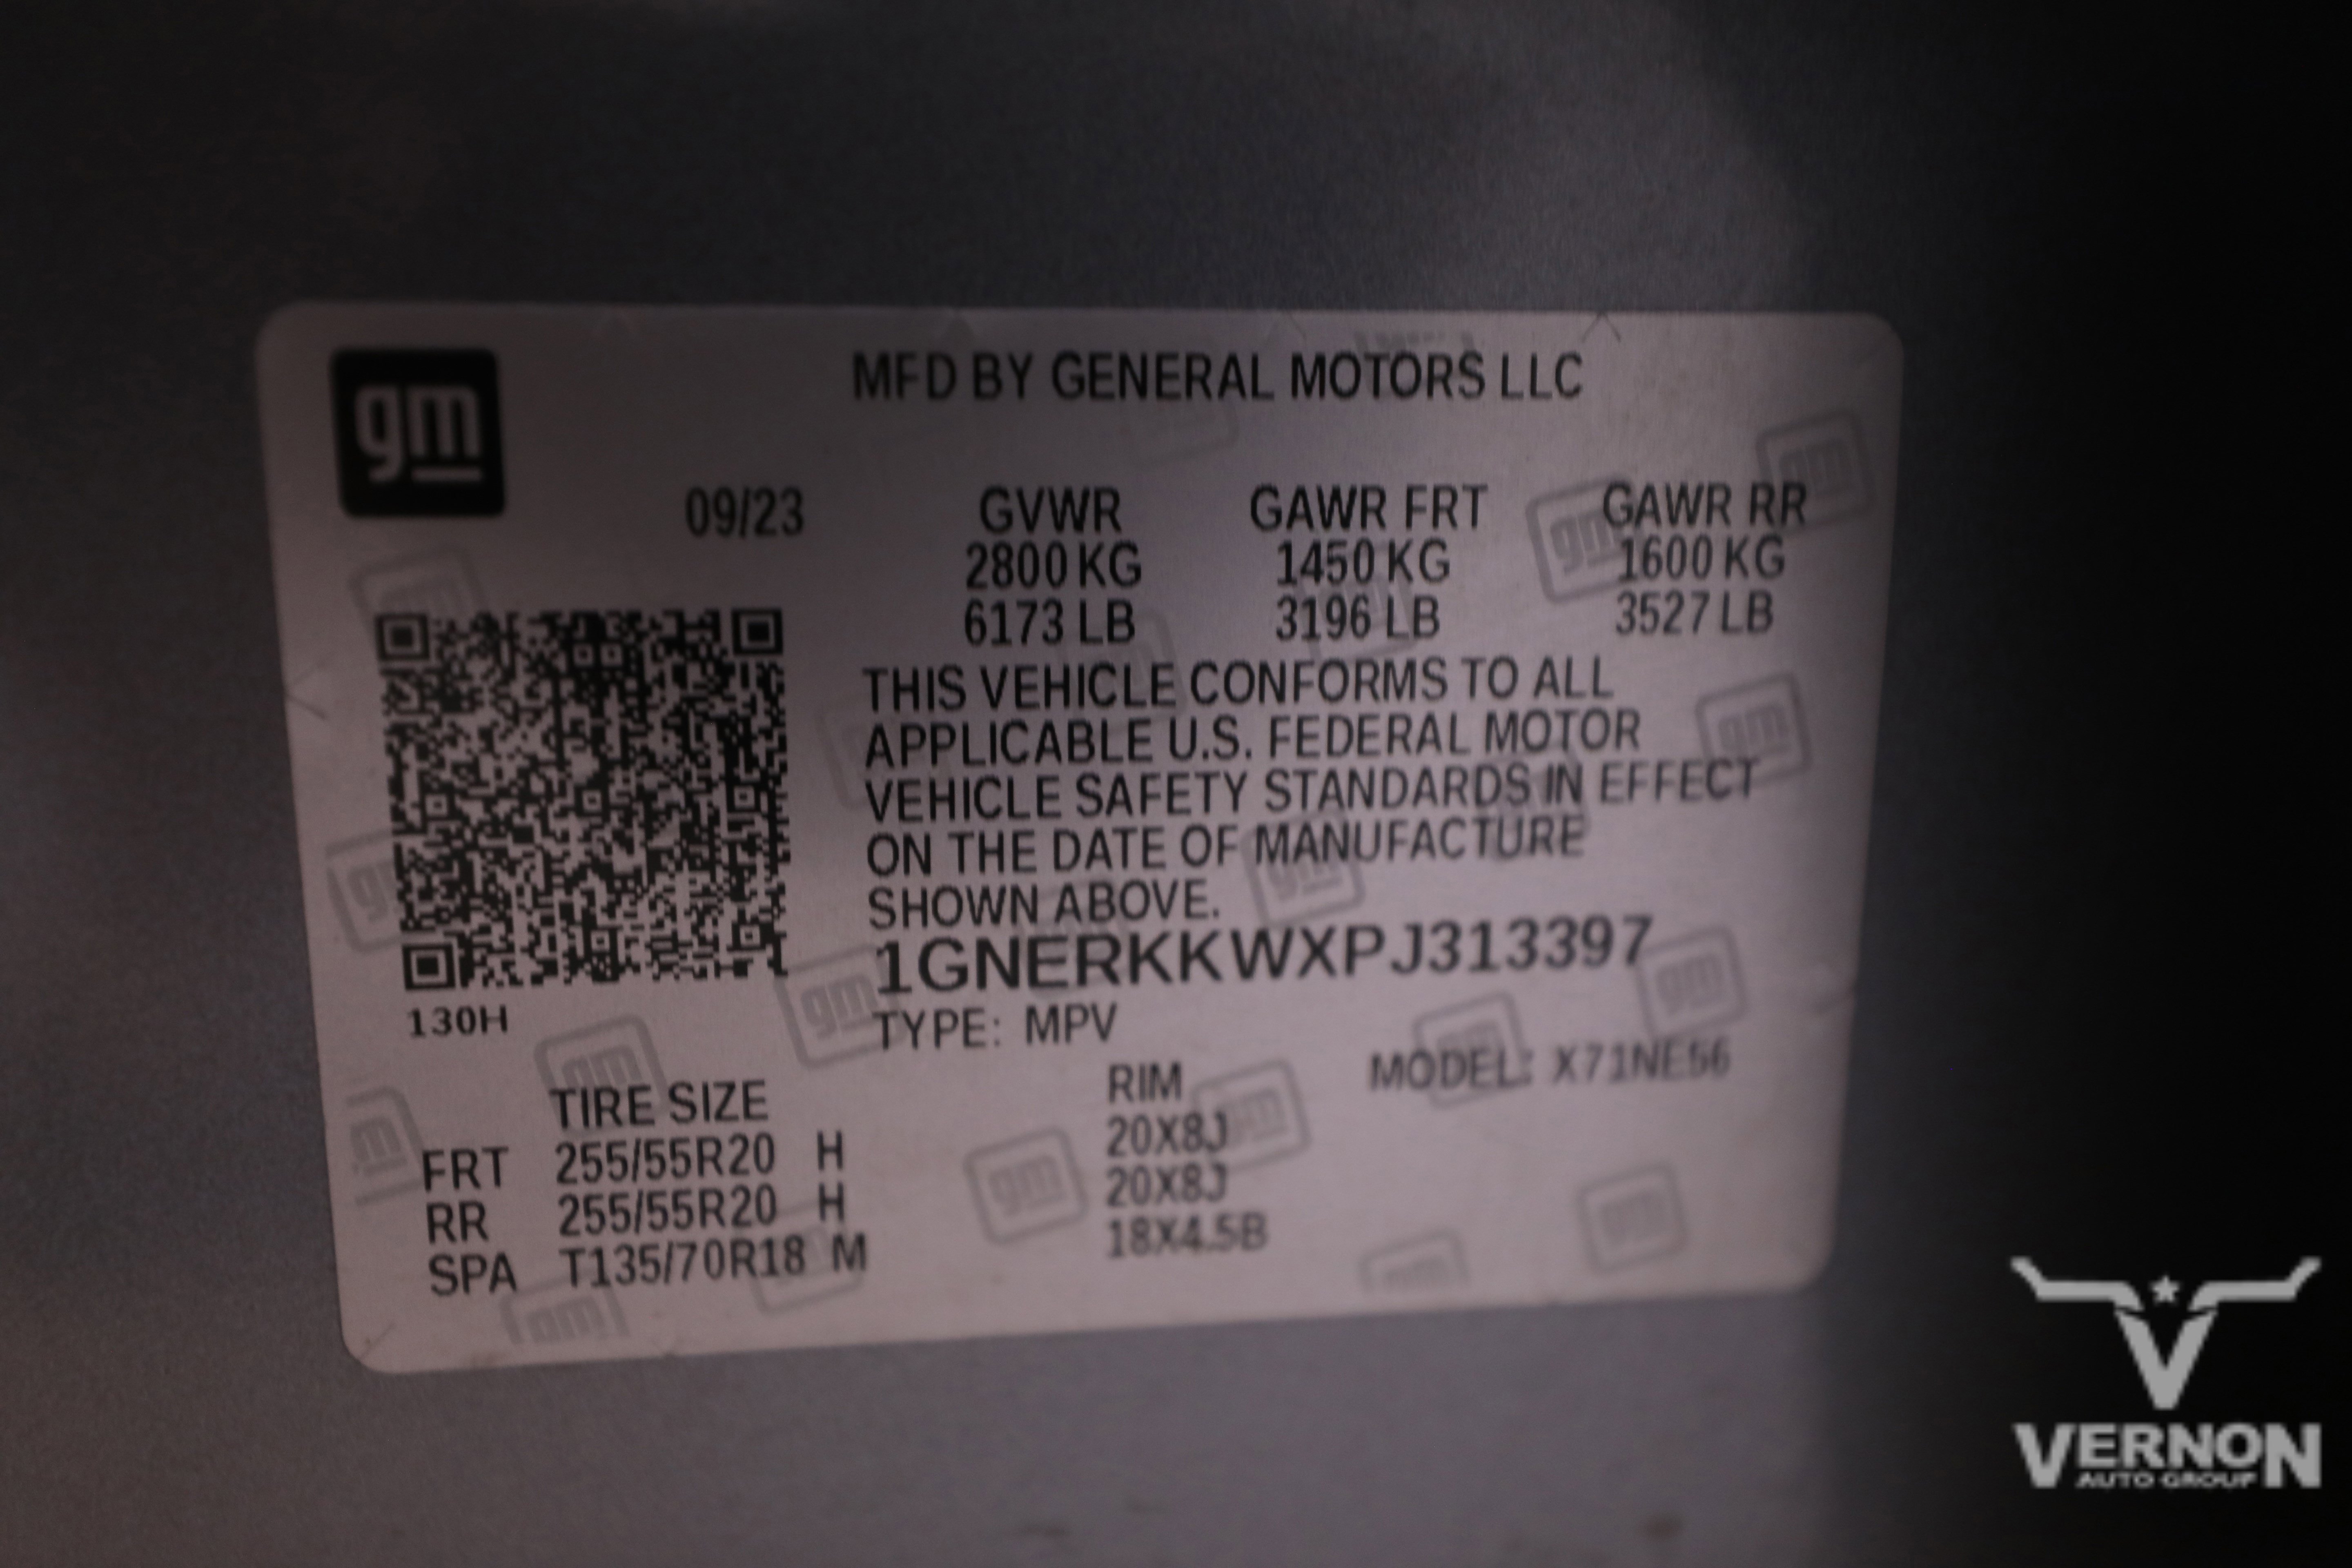 gm
MFD BY GENERAL MOTORS LLC
09/23 GVWR GAWR FRT GAWR RR
2800 KG 1450 KG 1600 KG
6173 LB 3196 LB 3527 LB
THIS VEHICLE CONFORMS TO ALL
APPLICABLE U.S. FEDERAL MOTOR
VEHICLE SAFETY STANDARDS IN EFFECT
ON THE DATE OF MANUFACTURE
SHOWN ABOVE.
1GNERKKWXPJ313397
130H
TYPE: MPV
MODEL: X71NE56
TIRE SIZE RIM
FRT 255/55R20 H 20X8J
RR 255/55R20 H 20X8J
SPA T135/70R18 M 18X4.5B
VERNON
AUTO GROUP